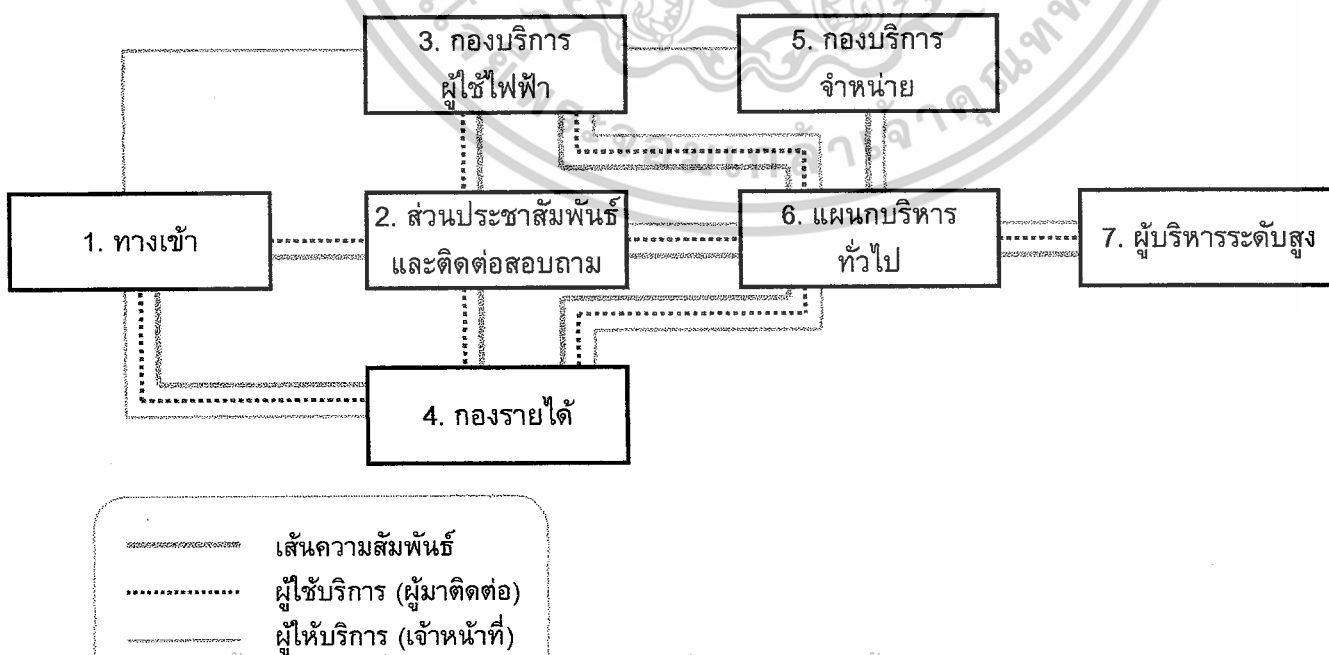 3. กองบริการ
ผู้ใช้ไฟฟ้า
5. กองบริการ
จำหน่าย
1. ทางเข้า
2. ส่วนประชาสัมพันธ์
และติดต่อสอบถาม
6. แผนกบริหาร
ทั่วไป
7. ผู้บริหารระดับสูง
4. กองรายได้
เส้นความสัมพันธ์
ผู้ใช้บริการ (ผู้มาติดต่อ)
ผู้ให้บริการ (เจ้าหน้าที่)